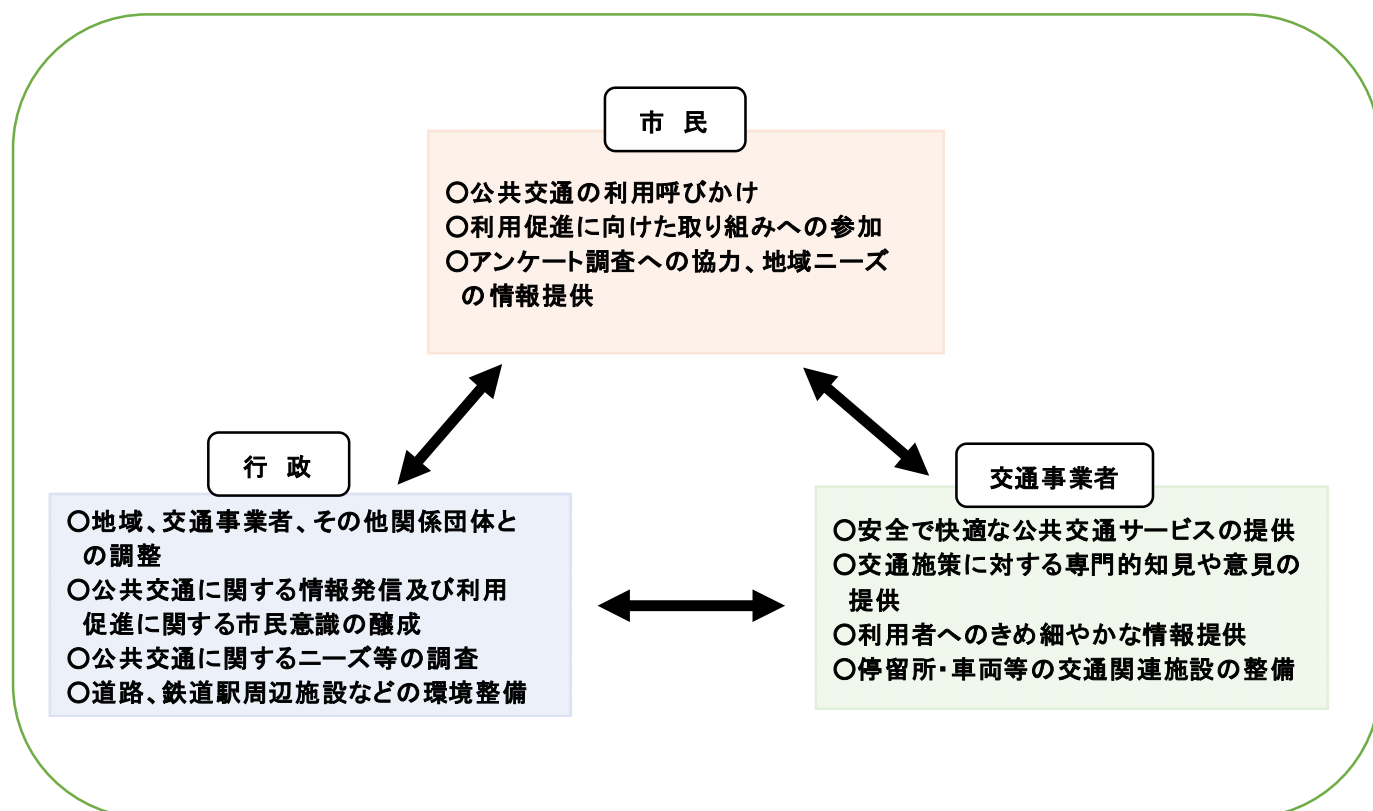 市 民
○公共交通の利用呼びかけ
○利用促進に向けた取り組みへの参加
○アンケート調査への協力、地域ニーズ
の情報提供
行 政
○地域、交通事業者、その他関係団体と
の調整
○公共交通に関する情報発信及び利用
促進に関する市民意識の醸成
○公共交通に関するニーズ等の調査
○道路、鉄道駅周辺施設などの環境整備
交通事業者
○安全で快適な公共交通サービスの提供
○交通施策に対する専門的知見や意見の
提供
○利用者へのきめ細やかな情報提供
○停留所・車両等の交通関連施設の整備